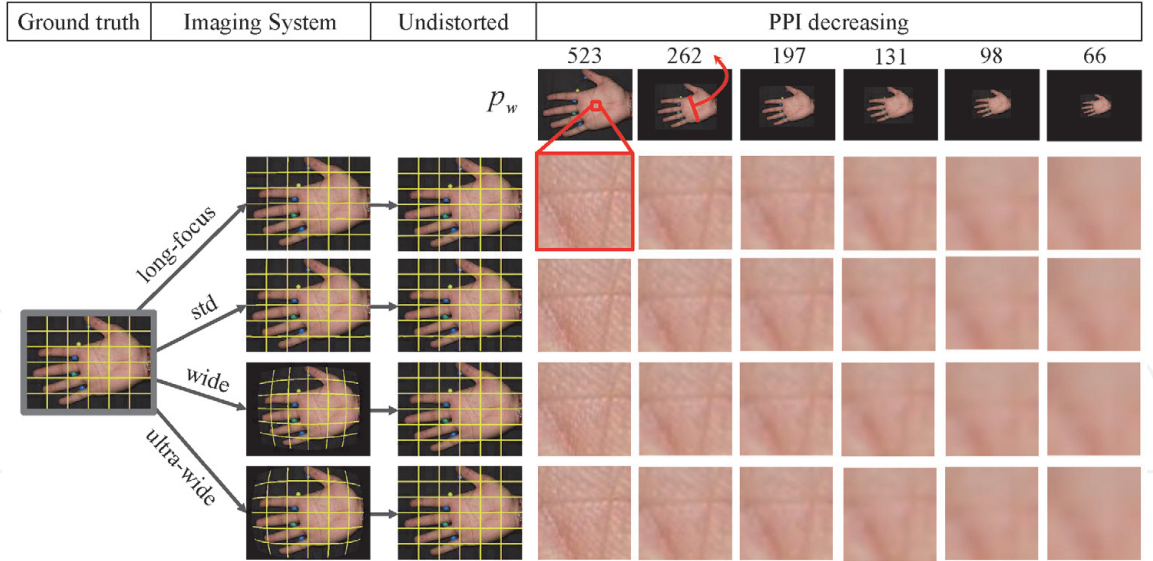 Ground truth Imaging System Undistorted PPI decreasing
523 262 197 131 98 66
p_w
long-focus
std
wide
ultra-wide